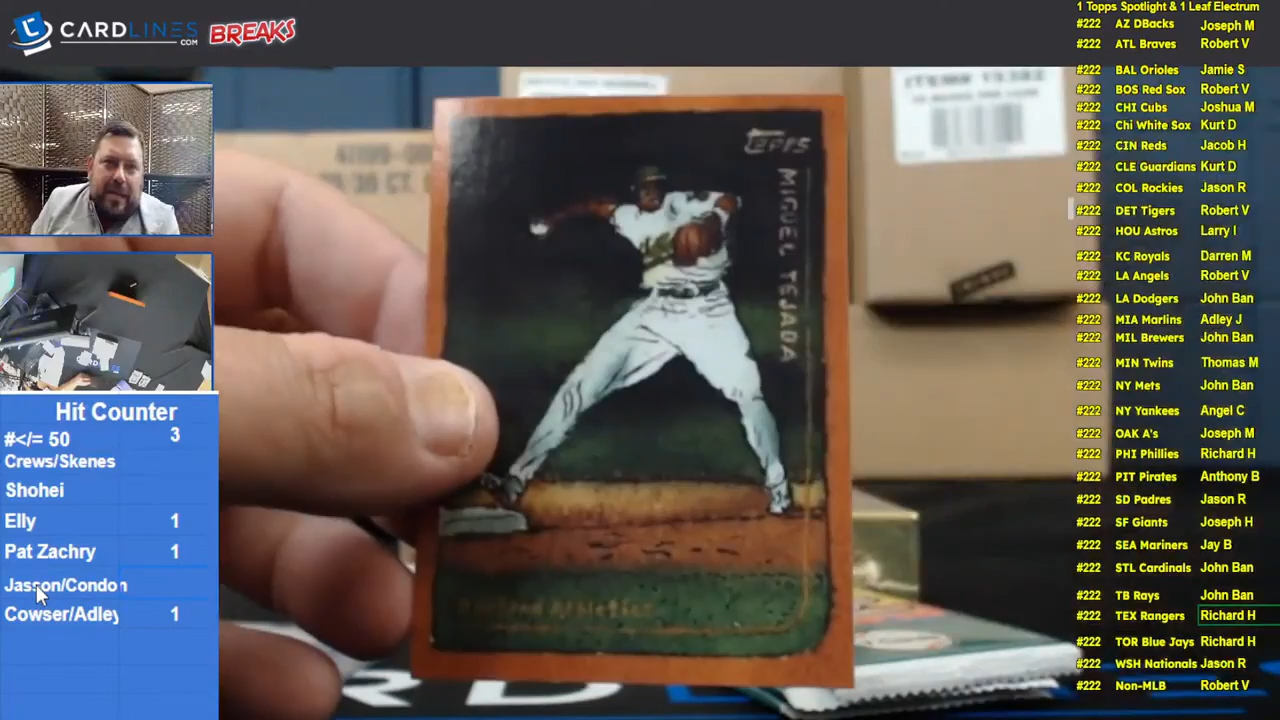 CARDLINES
.COM
BREAKS
Hit Counter
#</= 50 3
Crews/Skenes
Shohei
Elly 1
Pat Zachry 1
Jasson/Condon
Cowser/Adley 1
TOPPS
MIGUEL TEJADA
Athletics
1 Topps Spotlight & 1 Leaf Electrum
#222 AZ DBacks Joseph M
#222 ATL Braves Robert V
#222 BAL Orioles Jamie S
#222 BOS Red Sox Robert V
#222 CHI Cubs Joshua M
#222 Chi White Sox Kurt D
#222 CIN Reds Jacob H
#222 CLE Guardians Kurt D
#222 COL Rockies Jason R
#222 DET Tigers Robert V
#222 HOU Astros Larry I
#222 KC Royals Darren M
#222 LA Angels Robert V
#222 LA Dodgers John Ban
#222 MIA Marlins Adley J
#222 MIL Brewers John Ban
#222 MIN Twins Thomas M
#222 NY Mets John Ban
#222 NY Yankees Angel C
#222 OAK A's Joseph M
#222 PHI Phillies Richard H
#222 PIT Pirates Anthony B
#222 SD Padres Jason R
#222 SF Giants Joseph H
#222 SEA Mariners Jay B
#222 STL Cardinals John Ban
#222 TB Rays John Ban
#222 TEX Rangers Richard H
#222 TOR Blue Jays Richard H
#222 WSH Nationals Jason R
#222 Non-MLB Robert V